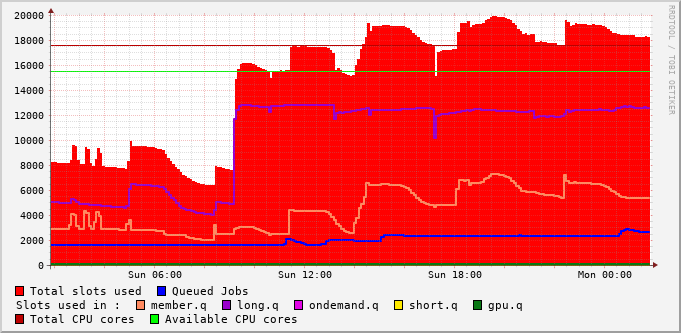 20000
18000
16000
14000
12000
10000
8000
6000
4000
2000
0
Sun 06:00 Sun 12:00 Sun 18:00 Mon 00:00
RRDTOOL / TOBI OETIKER
Total slots used Queued Jobs
Slots used in : member.q long.q ondemand.q short.q gpu.q
Total CPU cores Available CPU cores